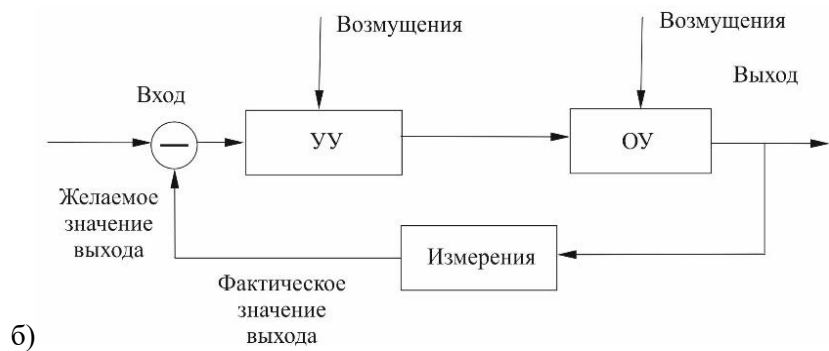 Возмущения
Возмущения
Выход
Вход
УУ
ОУ
Желаемое
значение
выхода
Измерения
Фактическое
значение
выхода
б)